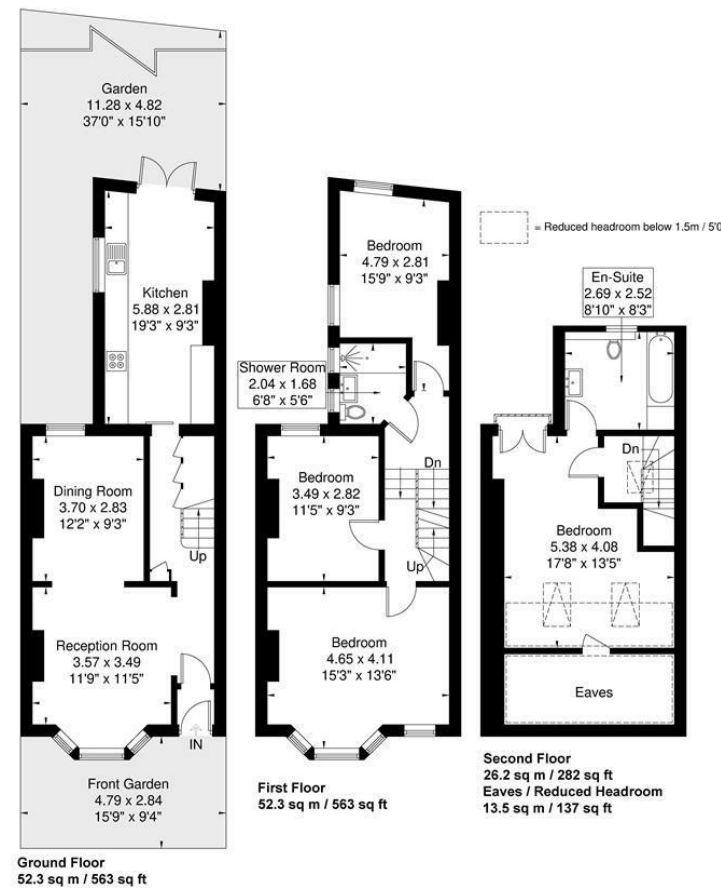 Garden
11.28 x 4.82
37'0" x 15'10"
Kitchen
5.88 x 2.81
19'3" x 9'3"
Dining Room
3.70 x 2.83
12'2" x 9'3"
Up
Reception Room
3.57 x 3.49
11'9" x 11'5"
IN
Front Garden
4.79 x 2.84
15'9" x 9'4"
Ground Floor
52.3 sq m / 563 sq ft
Bedroom
4.79 x 2.81
15'9" x 9'3"
Shower Room
2.04 x 1.68
6'8" x 5'6"
Dn
Bedroom
3.49 x 2.82
11'5" x 9'3"
Up
Bedroom
4.65 x 4.11
15'3" x 13'6"
First Floor
52.3 sq m / 563 sq ft
= Reduced headroom below 1.5m / 5'0
En-Suite
2.69 x 2.52
8'10" x 8'3"
Dn
Bedroom
5.38 x 4.08
17'8" x 13'5"
Eaves
Second Floor
26.2 sq m / 282 sq ft
Eaves / Reduced Headroom
13.5 sq m / 137 sq ft